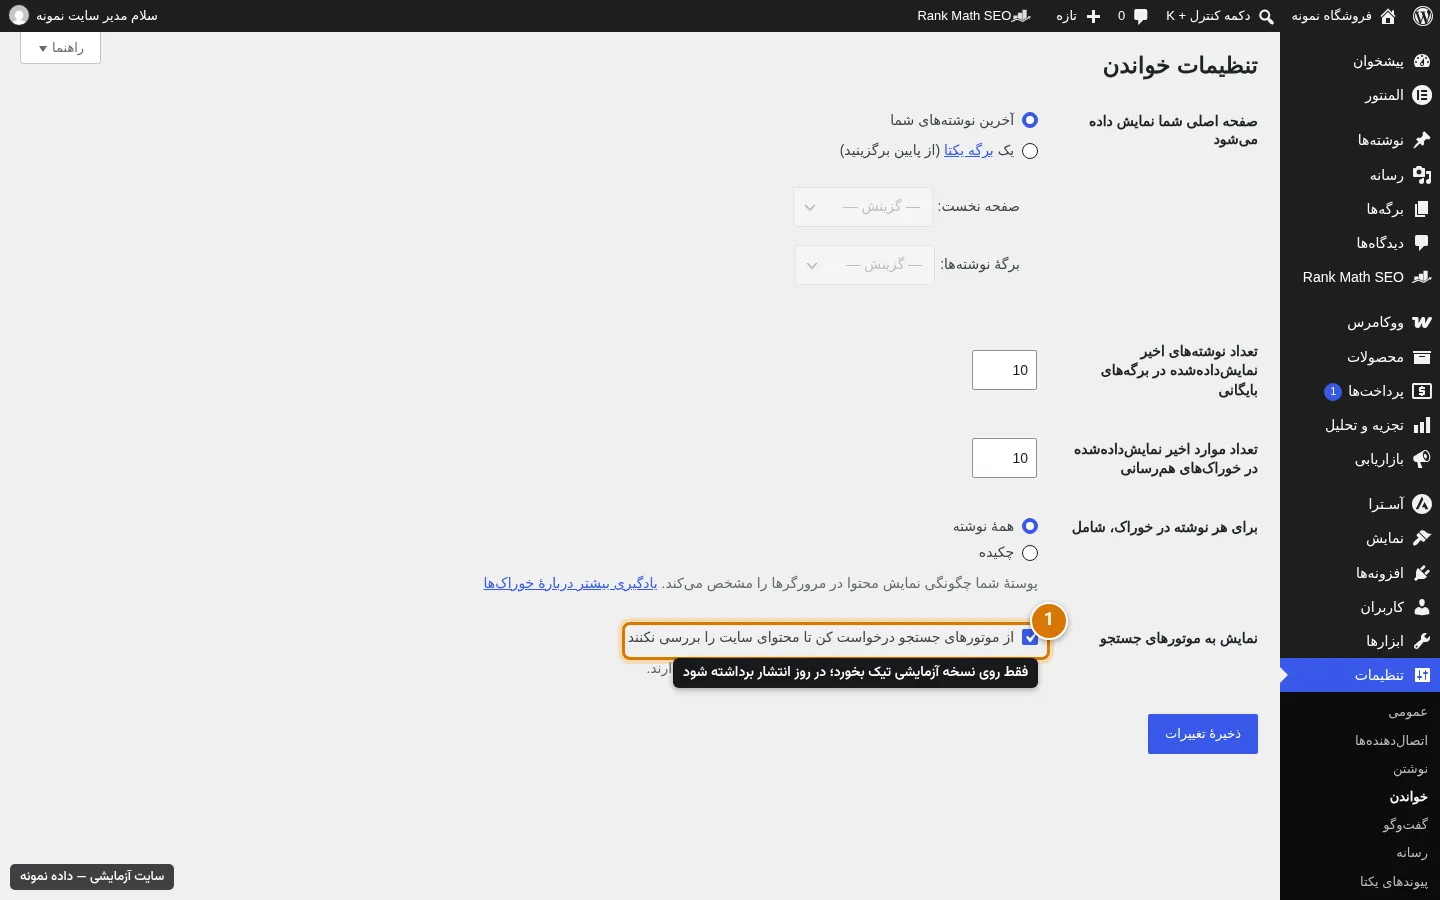 فروشگاه نمونه
دکمه کنترل + K
0
تازه
Rank Math SEO
سلام مدیر سایت نمونه
راهنما
پیشخوان
المنتور
نوشته‌ها
رسانه
برگه‌ها
دیدگاه‌ها
Rank Math SEO
ووکامرس
محصولات
پرداخت‌ها 1
تجزیه و تحلیل
بازاریابی
آسـترا
نمایش
افزونه‌ها
کاربران
ابزارها
تنظیمات
عمومی
اتصال‌دهنده‌ها
نوشتن
خواندن
گفت‌وگو
رسانه
پیوندهای یکتا
تنظیمات خواندن
صفحه اصلی شما نمایش داده
می‌شود
آخرین نوشته‌های شما
یک برگه یکتا (از پایین برگزینید)
صفحه نخست: — گزینش —
برگهٔ نوشته‌ها: — گزینش —
تعداد نوشته‌های اخیر
نمایش‌داده‌شده در برگه‌های
بایگانی
10
تعداد موارد اخیر نمایش‌داده‌شده
در خوراک‌های هم‌رسانی
10
برای هر نوشته در خوراک، شامل
همهٔ نوشته
چکیده
پوستهٔ شما چگونگی نمایش محتوا در مرورگرها را مشخص می‌کند. یادگیری بیشتر دربارهٔ خوراک‌ها
نمایش به موتورهای جستجو
1
از موتورهای جستجو درخواست کن تا محتوای سایت را بررسی نکنند
فقط روی نسخه آزمایشی تیک بخورد؛ در روز انتشار برداشته شود
ذخیرهٔ تغییرات
سایت آزمایشی — داده نمونه